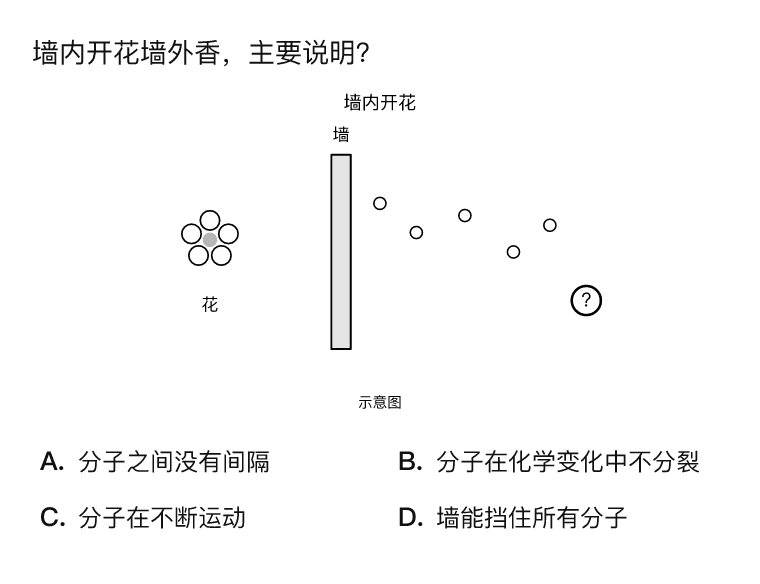 墙内开花墙外香，主要说明？
墙内开花
墙
花
?
示意图
A. 分子之间没有间隔
B. 分子在化学变化中不分裂
C. 分子在不断运动
D. 墙能挡住所有分子